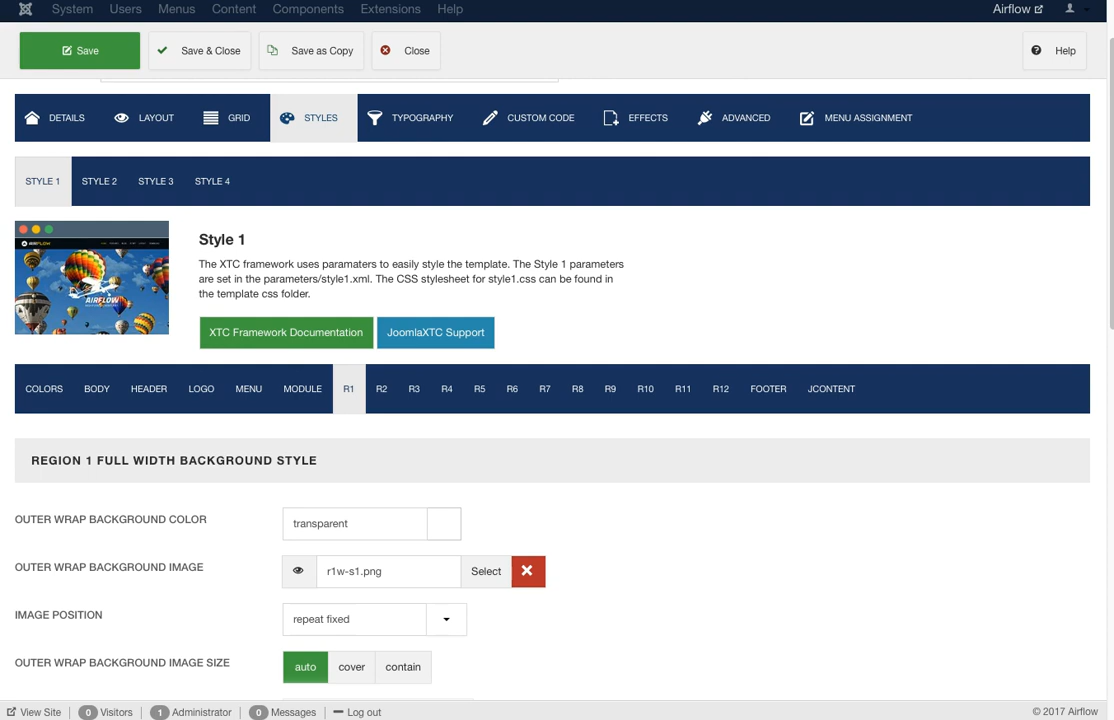 System Users Menus Content Components Extensions Help Airflow
Save Save & Close Save as Copy Close Help
DETAILS LAYOUT GRID STYLES TYPOGRAPHY CUSTOM CODE EFFECTS ADVANCED MENU ASSIGNMENT
STYLE 1 STYLE 2 STYLE 3 STYLE 4
AIRFLOW
Style 1
The XTC framework uses paramaters to easily style the template. The Style 1 parameters
are set in the parameters/style1.xml. The CSS stylesheet for style1.css can be found in
the template css folder.
XTC Framework Documentation JoomlaXTC Support
COLORS BODY HEADER LOGO MENU MODULE R1 R2 R3 R4 R5 R6 R7 R8 R9 R10 R11 R12 FOOTER JCONTENT
REGION 1 FULL WIDTH BACKGROUND STYLE
OUTER WRAP BACKGROUND COLOR transparent
OUTER WRAP BACKGROUND IMAGE r1w-s1.png Select
IMAGE POSITION repeat fixed
OUTER WRAP BACKGROUND IMAGE SIZE auto cover contain
View Site 0 Visitors 1 Administrator 0 Messages Log out © 2017 Airflow